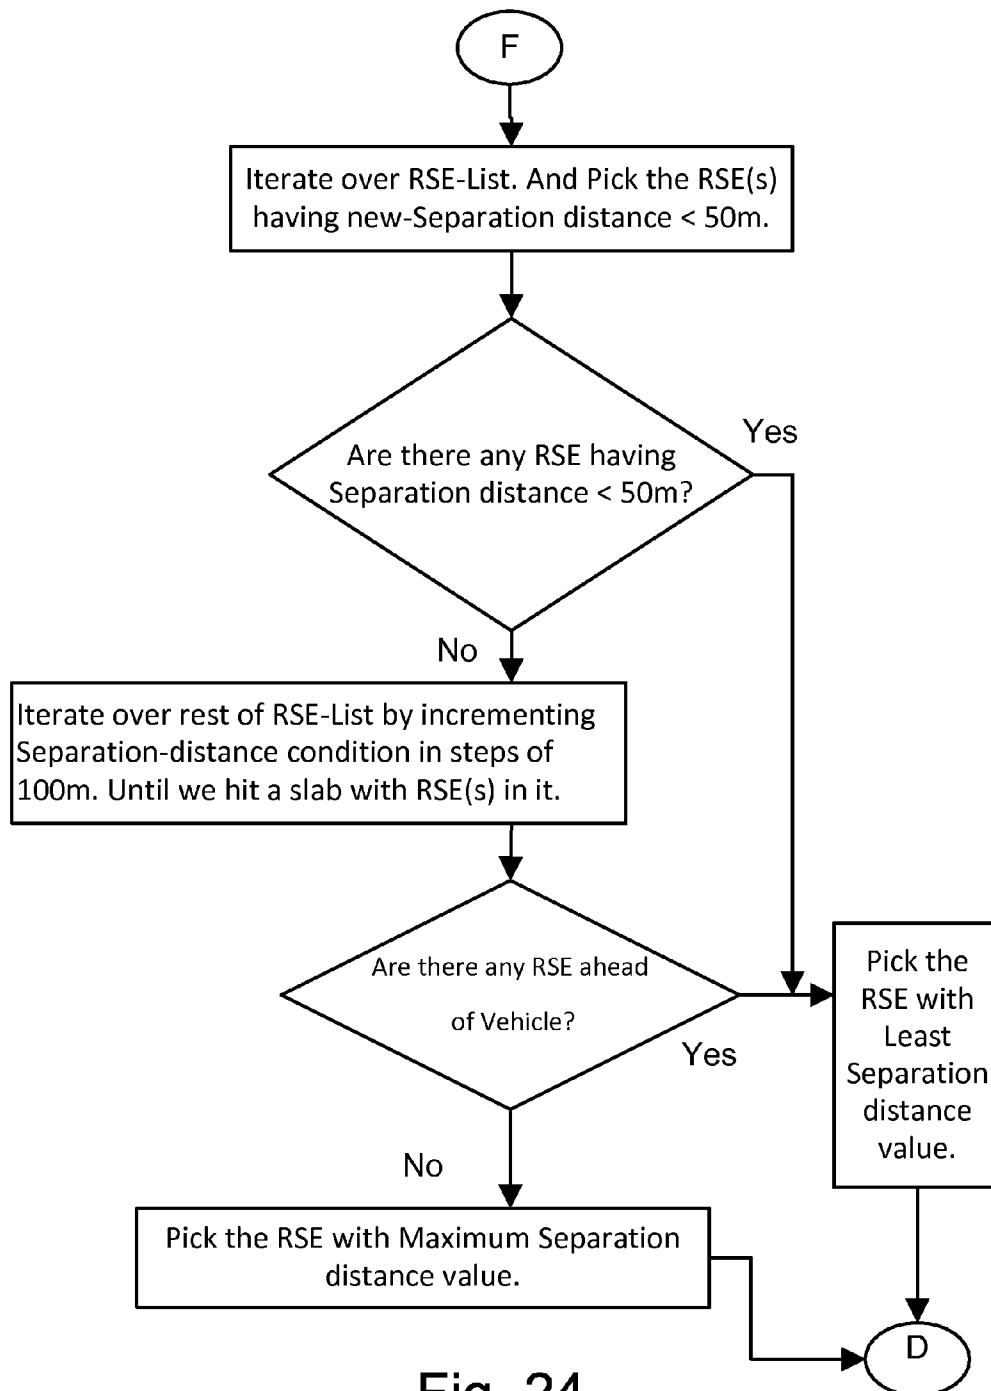 F
Iterate over RSE-List. And Pick the RSE(s)
having new-Separation distance < 50m.
Yes
Are there any RSE having
Separation distance < 50m?
No
Iterate over rest of RSE-List by incrementing
Separation-distance condition in steps of
100m. Until we hit a slab with RSE(s) in it.
Are there any RSE ahead
of Vehicle?
Yes
Pick the
RSE with
Least
Separation
distance
value.
No
Pick the RSE with Maximum Separation
distance value.
D
Fig. 24